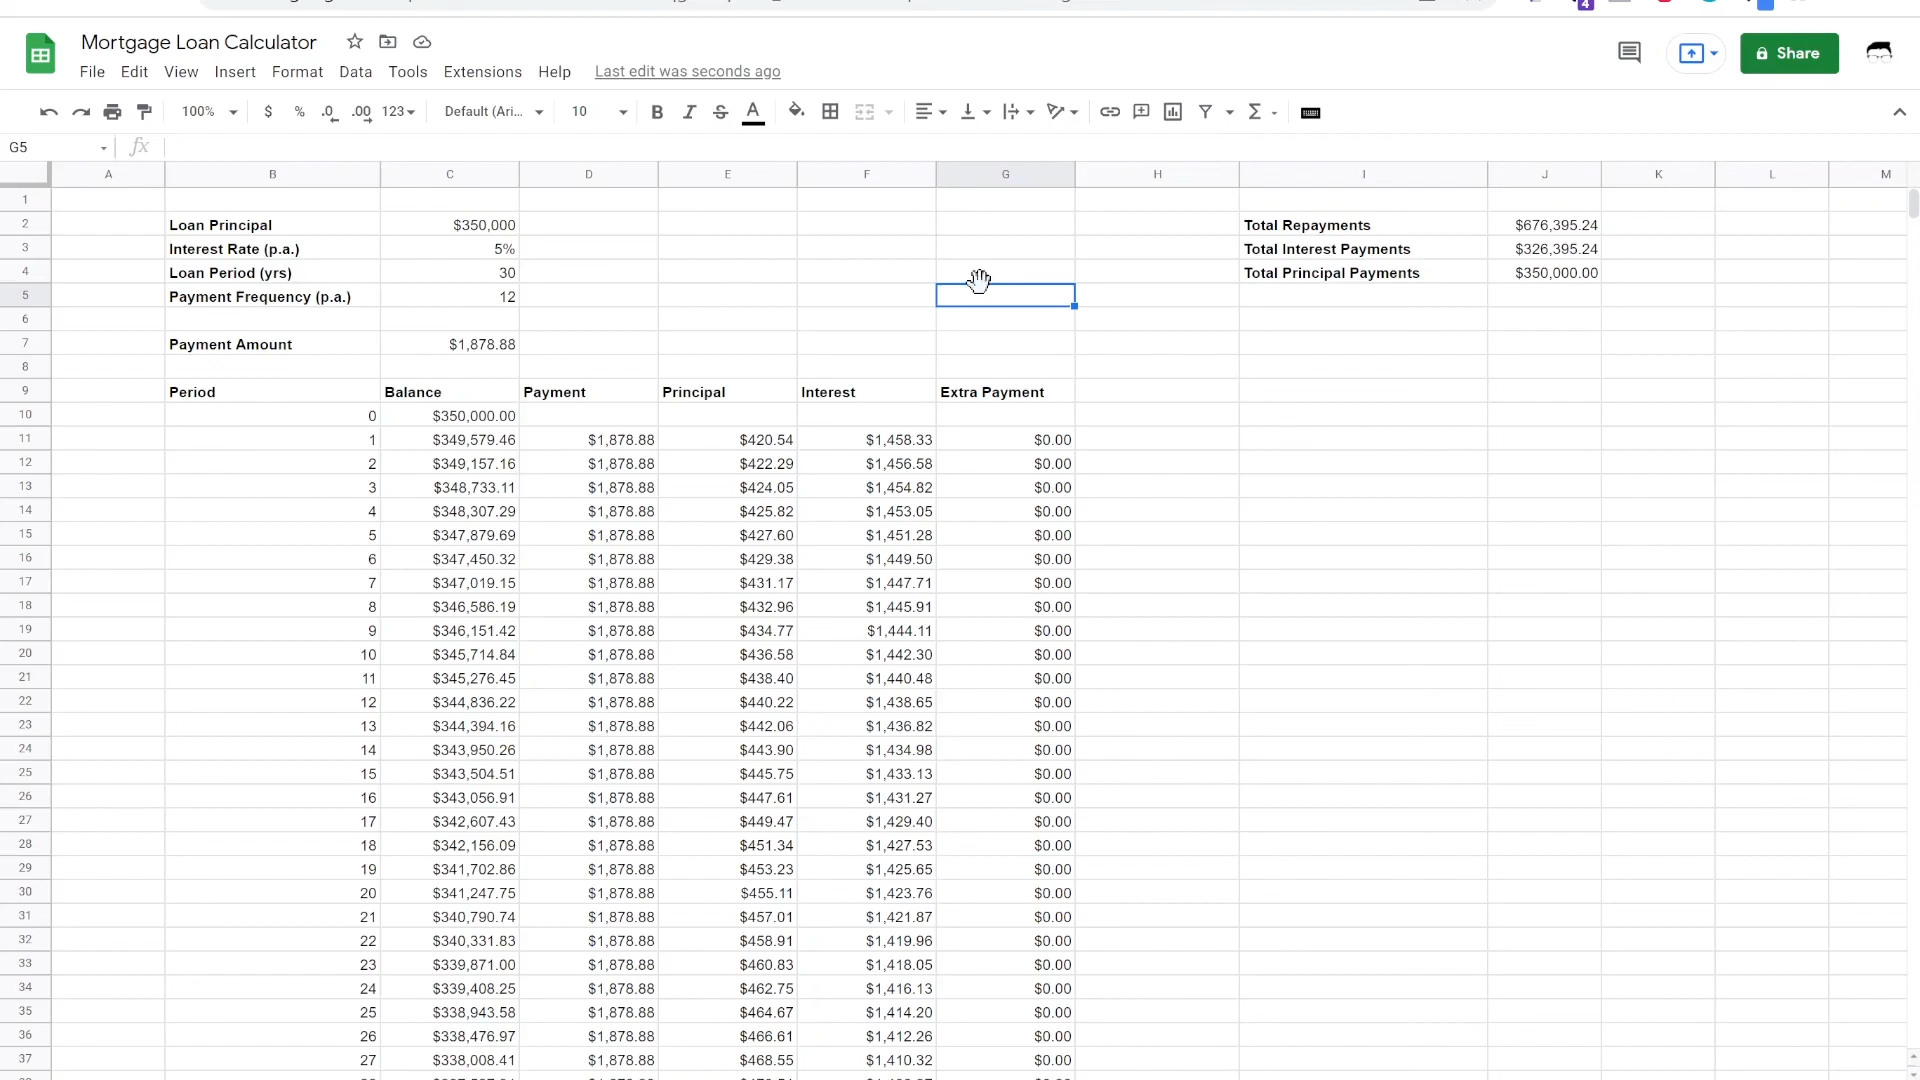 4
Mortgage Loan Calculator
File Edit View Insert Format Data Tools Extensions Help Last edit was seconds ago
Share
100% $ % .0 .00 123 Default (Ari... 10 B I S A
G5 fx
A B C D E F G H I J K L M
1
2 Loan Principal $350,000 Total Repayments $676,395.24
3 Interest Rate (p.a.) 5% Total Interest Payments $326,395.24
4 Loan Period (yrs) 30 Total Principal Payments $350,000.00
5 Payment Frequency (p.a.) 12
6
7 Payment Amount $1,878.88
8
9 Period Balance Payment Principal Interest Extra Payment
10 0 $350,000.00
11 1 $349,579.46 $1,878.88 $420.54 $1,458.33 $0.00
12 2 $349,157.16 $1,878.88 $422.29 $1,456.58 $0.00
13 3 $348,733.11 $1,878.88 $424.05 $1,454.82 $0.00
14 4 $348,307.29 $1,878.88 $425.82 $1,453.05 $0.00
15 5 $347,879.69 $1,878.88 $427.60 $1,451.28 $0.00
16 6 $347,450.32 $1,878.88 $429.38 $1,449.50 $0.00
17 7 $347,019.15 $1,878.88 $431.17 $1,447.71 $0.00
18 8 $346,586.19 $1,878.88 $432.96 $1,445.91 $0.00
19 9 $346,151.42 $1,878.88 $434.77 $1,444.11 $0.00
20 10 $345,714.84 $1,878.88 $436.58 $1,442.30 $0.00
21 11 $345,276.45 $1,878.88 $438.40 $1,440.48 $0.00
22 12 $344,836.22 $1,878.88 $440.22 $1,438.65 $0.00
23 13 $344,394.16 $1,878.88 $442.06 $1,436.82 $0.00
24 14 $343,950.26 $1,878.88 $443.90 $1,434.98 $0.00
25 15 $343,504.51 $1,878.88 $445.75 $1,433.13 $0.00
26 16 $343,056.91 $1,878.88 $447.61 $1,431.27 $0.00
27 17 $342,607.43 $1,878.88 $449.47 $1,429.40 $0.00
28 18 $342,156.09 $1,878.88 $451.34 $1,427.53 $0.00
29 19 $341,702.86 $1,878.88 $453.23 $1,425.65 $0.00
30 20 $341,247.75 $1,878.88 $455.11 $1,423.76 $0.00
31 21 $340,790.74 $1,878.88 $457.01 $1,421.87 $0.00
32 22 $340,331.83 $1,878.88 $458.91 $1,419.96 $0.00
33 23 $339,871.00 $1,878.88 $460.83 $1,418.05 $0.00
34 24 $339,408.25 $1,878.88 $462.75 $1,416.13 $0.00
35 25 $338,943.58 $1,878.88 $464.67 $1,414.20 $0.00
36 26 $338,476.97 $1,878.88 $466.61 $1,412.26 $0.00
37 27 $338,008.41 $1,878.88 $468.55 $1,410.32 $0.00